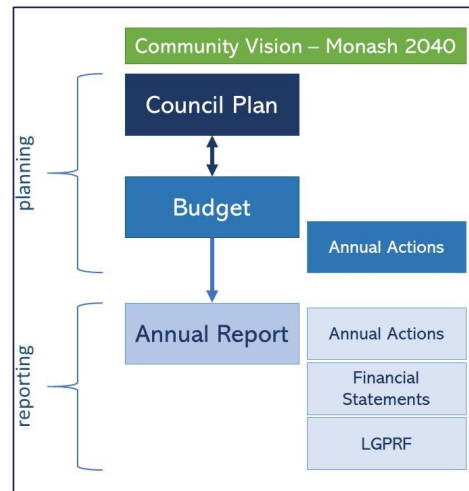 Community Vision – Monash 2040
planning
Council Plan
Budget
Annual Actions
reporting
Annual Report
Annual Actions
Financial
Statements
LGPRF